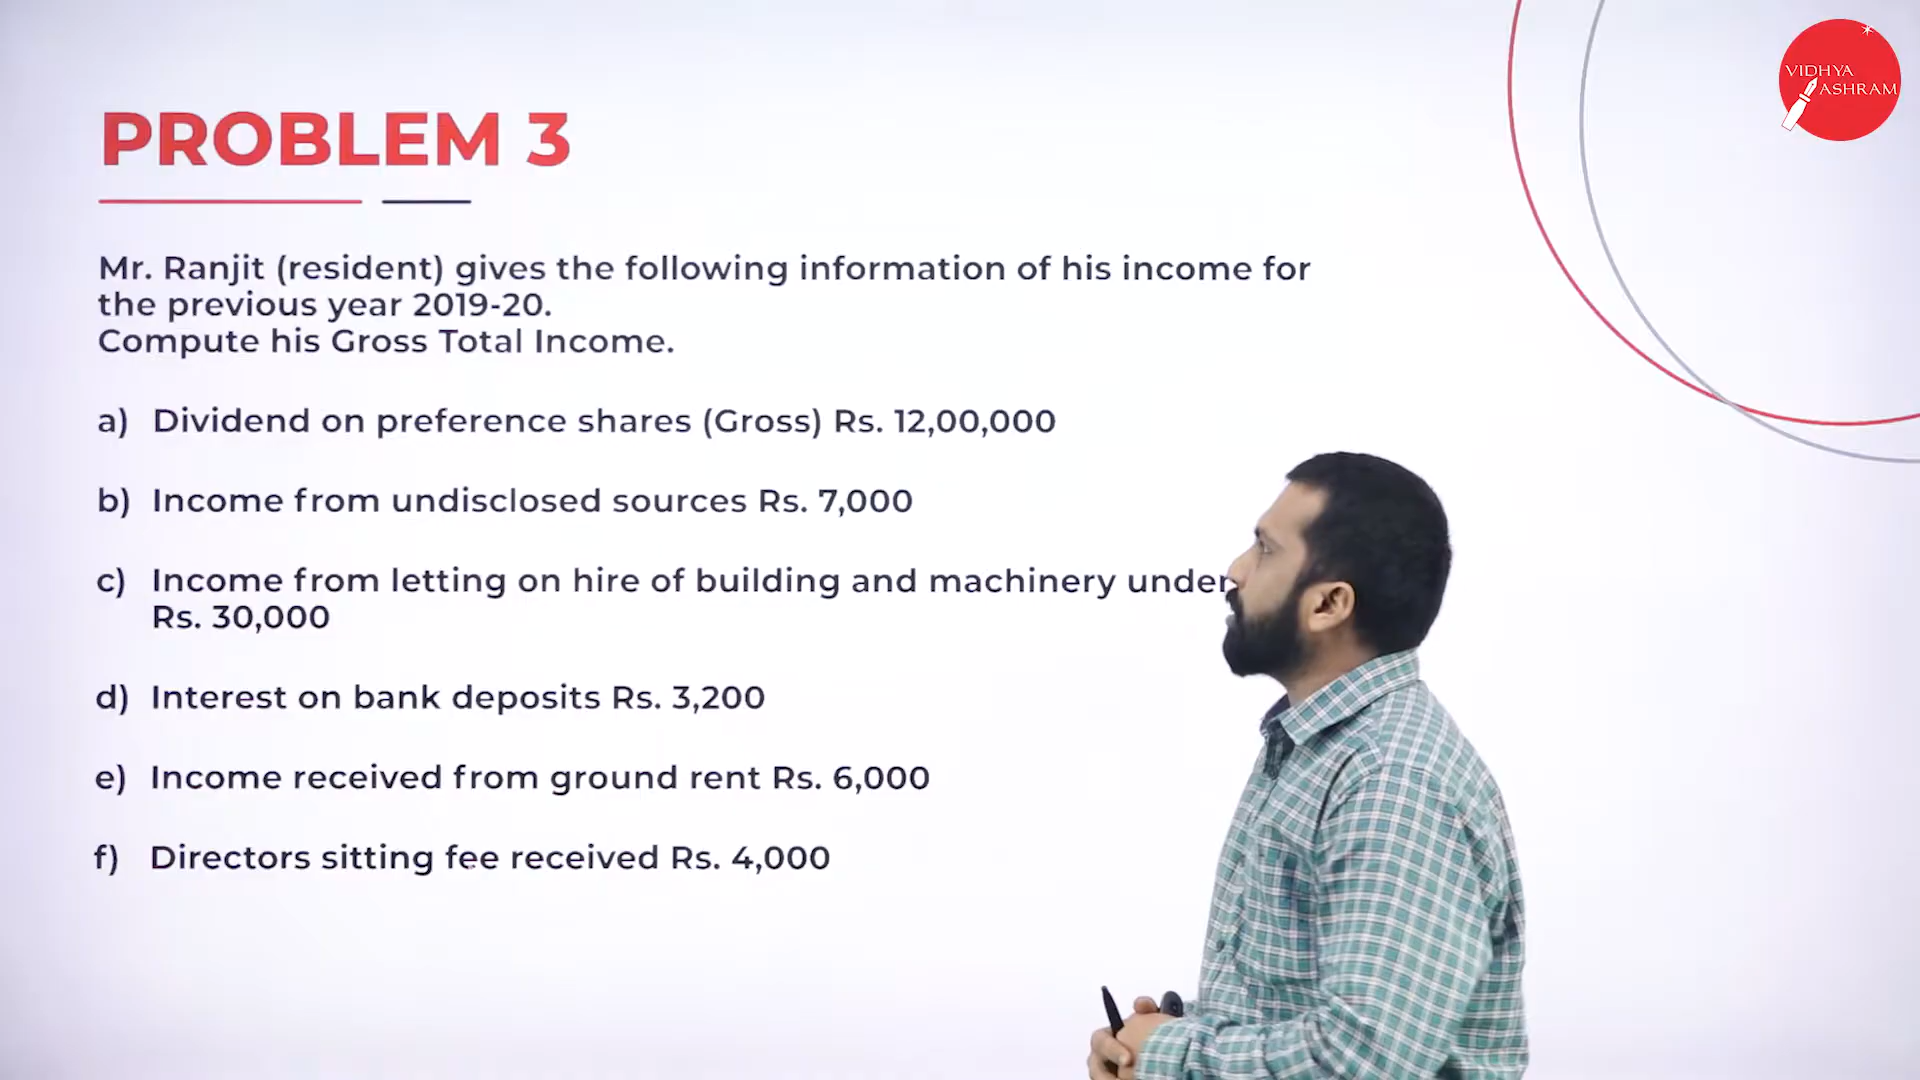 VIDHYA
ASHRAM
PROBLEM 3
Mr. Ranjit (resident) gives the following information of his income for
the previous year 2019-20.
Compute his Gross Total Income.
a) Dividend on preference shares (Gross) Rs. 12,00,000
b) Income from undisclosed sources Rs. 7,000
c) Income from letting on hire of building and machinery under
Rs. 30,000
d) Interest on bank deposits Rs. 3,200
e) Income received from ground rent Rs. 6,000
f) Directors sitting fee received Rs. 4,000